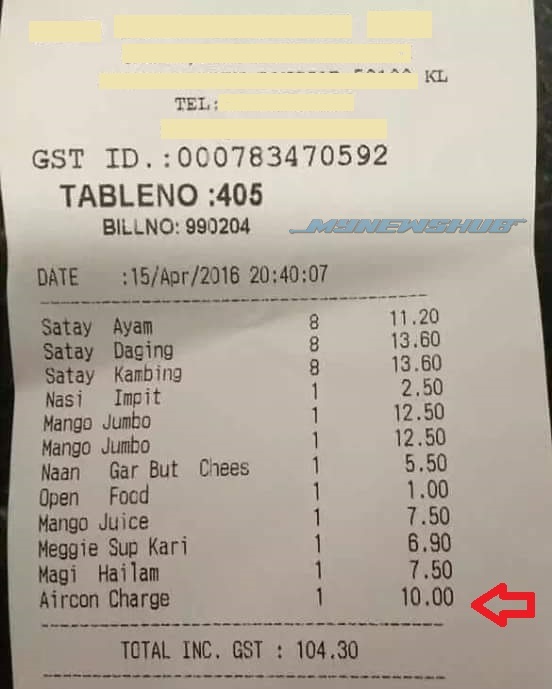 KL
TEL:
GST ID.:000783470592
TABLENO :405
BILLNO: 990204
MYNEWSHUB
DATE :15/Apr/2016 20:40:07
Satay Ayam 8 11.20
Satay Daging 8 13.60
Satay Kambing 8 13.60
Nasi Impit 1 2.50
Mango Jumbo 1 12.50
Mango Jumbo 1 12.50
Naan Gar But Chees 1 5.50
Open Food 1 1.00
Mango Juice 1 7.50
Meggie Sup Kari 1 6.90
Magi Hailam 1 7.50
Aircon Charge 1 10.00
TOTAL INC. GST : 104.30